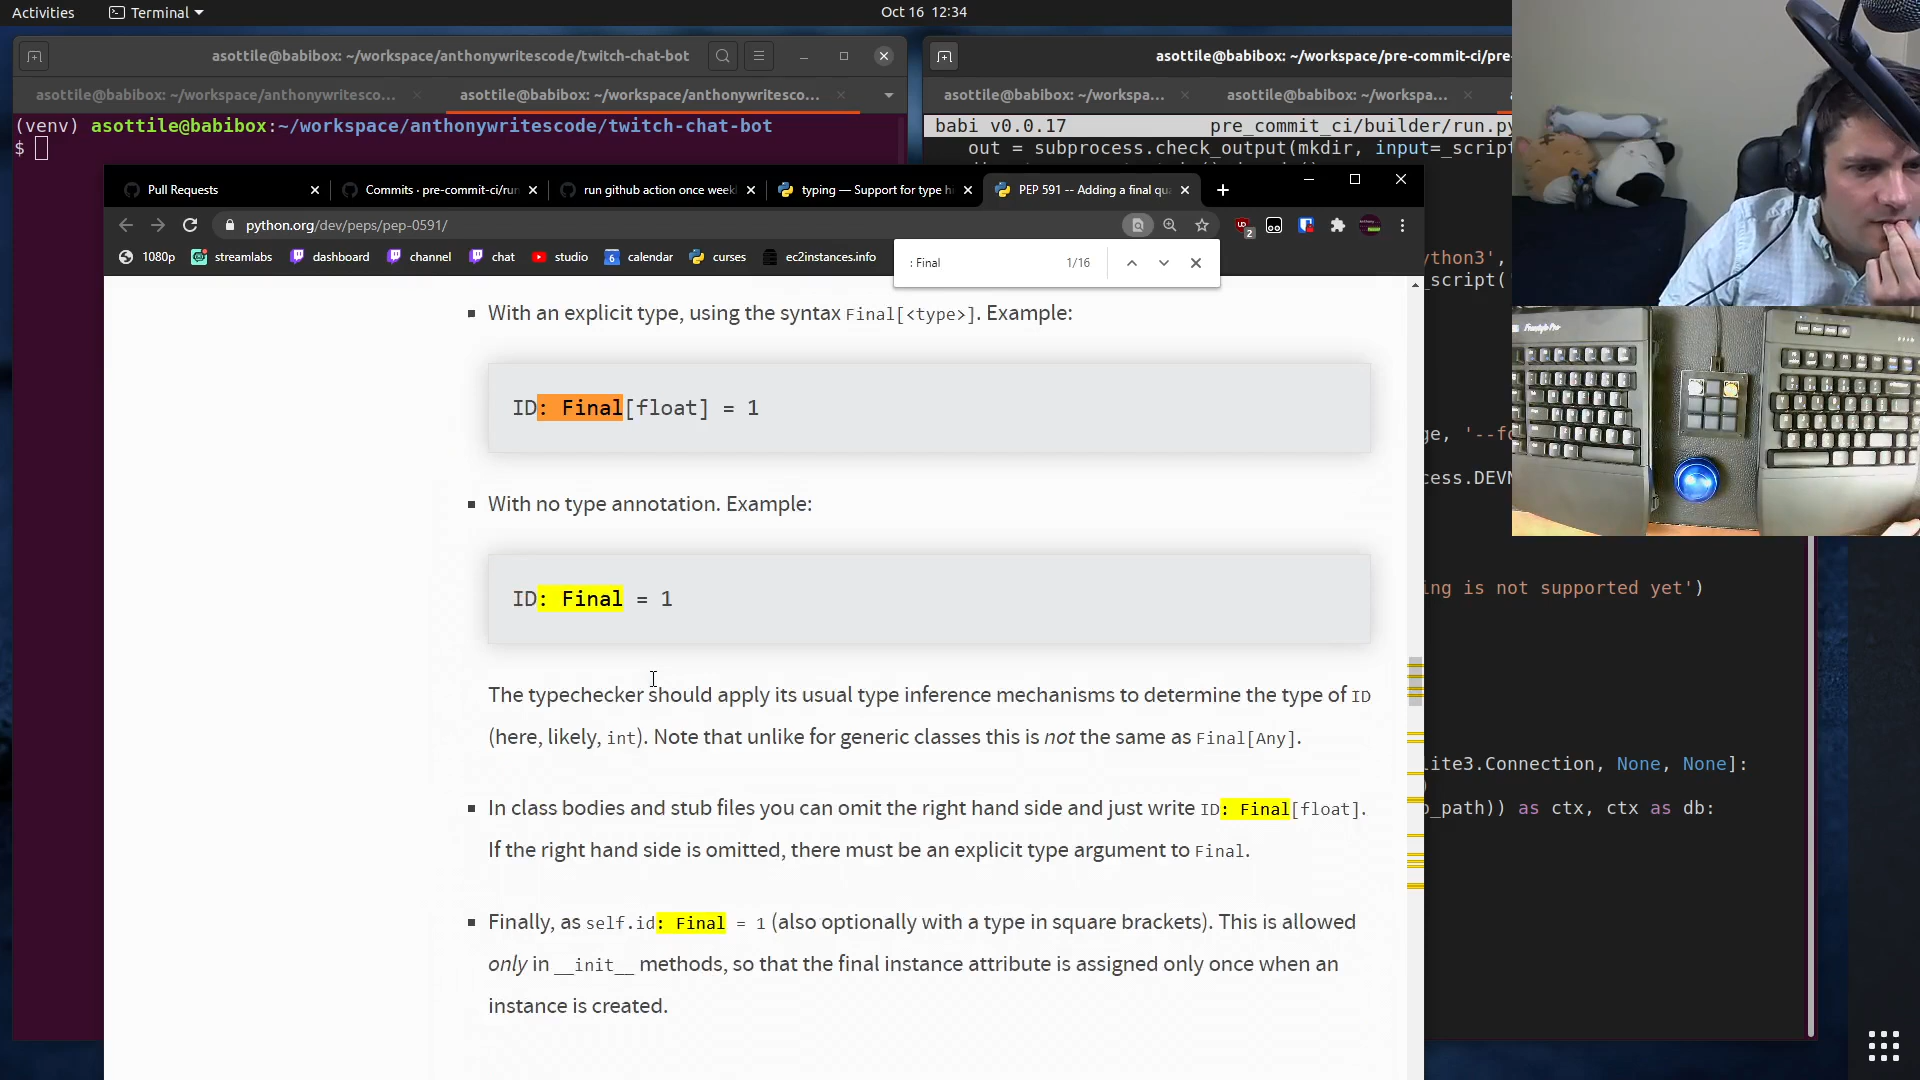 Activities
Terminal
Oct 16 12:34
asottile@babibox: ~/workspace/anthonywritescode/twitch-chat-bot
asottile@babibox: ~/workspace/pre-commit-ci/pre-
asottile@babibox: ~/workspace/anthonywritesco...
asottile@babibox: ~/workspace/anthonywritesco...
asottile@babibox: ~/workspa...
asottile@babibox: ~/workspa...
(venv) asottile@babibox:~/workspace/anthonywritescode/twitch-chat-bot
$
babi v0.0.17 pre_commit_ci/builder/run.py
out = subprocess.check_output(mkdir, input=_script
Pull Requests
Commits · pre-commit-ci/run
run github action once week
typing — Support for type hi
PEP 591 -- Adding a final qua
python.org/dev/peps/pep-0591/
2
1080p
streamlabs
dashboard
channel
chat
studio
6 calendar
curses
ec2instances.info
: Final
1/16
With an explicit type, using the syntax Final[<type>]. Example:
ID: Final[float] = 1
With no type annotation. Example:
ID: Final = 1
The typechecker should apply its usual type inference mechanisms to determine the type of ID
(here, likely, int). Note that unlike for generic classes this is not the same as Final[Any].
In class bodies and stub files you can omit the right hand side and just write ID: Final[float].
If the right hand side is omitted, there must be an explicit type argument to Final.
Finally, as self.id: Final = 1 (also optionally with a type in square brackets). This is allowed
only in __init__ methods, so that the final instance attribute is assigned only once when an
instance is created.
ython3',
_script(
ge, '--fo
cess.DEVN
ing is not supported yet')
lite3.Connection, None, None]:
_path)) as ctx, ctx as db:
Freestyle Pro